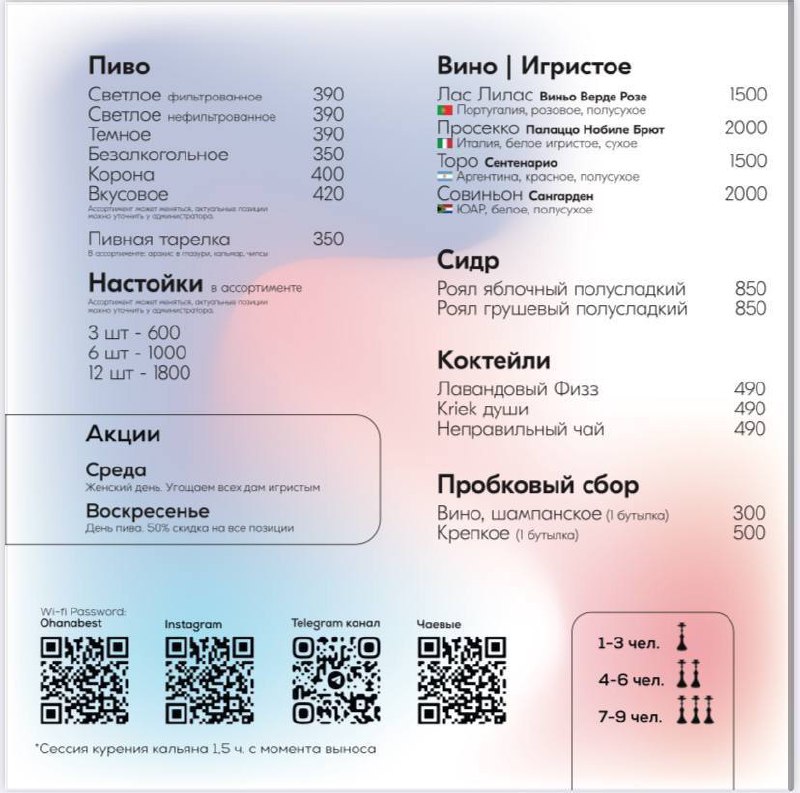 Пиво
Светлое фильтрованное 390
Светлое нефильтрованное 390
Темное 390
Безалкогольное 350
Корона 400
Вкусовое 420
Ассортимент может меняться, актуальные позиции
можно уточнить у администратора.
Пивная тарелка 350
В ассортименте: арахис в глазури, кальмар, чипсы
Настойки в ассортименте
Ассортимент может меняться, актуальные позиции
можно уточнить у администратора.
3 шт - 600
6 шт - 1000
12 шт - 1800
Акции
Среда
Женский день. Угощаем всех дам игристым
Воскресенье
День пива. 50% скидка на все позиции
Вино | Игристое
Лас Лилас Виньо Верде Розе 1500
Португалия, розовое, полусухое
Просекко Палаццо Нобиле Брют 2000
Италия, белое игристое, сухое
Торо Сентенарио 1500
Аргентина, красное, полусухое
Совиньон Сангарден 2000
ЮАР, белое, полусухое
Сидр
Роял яблочный полусладкий 850
Роял грушевый полусладкий 850
Коктейли
Лавандовый Физз 490
Kriek души 490
Неправильный чай 490
Пробковый сбор
Вино, шампанское (1 бутылка) 300
Крепкое (1 бутылка) 500
Wi-fi Password:
Ohanabest
Instagram
Telegram канал
Чаевые
1-3 чел.
4-6 чел.
7-9 чел.
*Сессия курения кальяна 1,5 ч. с момента выноса